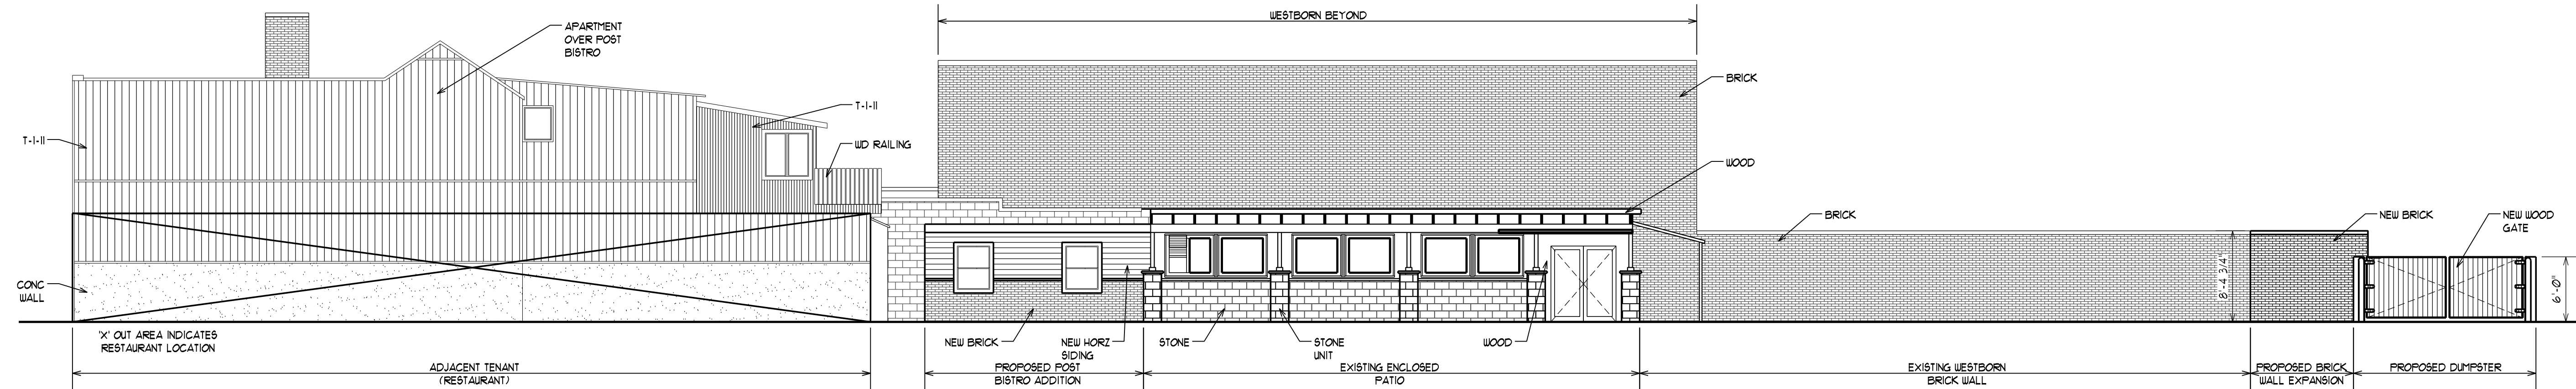 WESTBORN BEYOND
APARTMENT
OVER POST
BISTRO
BRICK
T-1-11
T-1-11
WD RAILING
WOOD
BRICK
NEW BRICK
NEW WOOD
GATE
CONC
WALL
8'-4 3/4"
6'-0"
'X' OUT AREA INDICATES
RESTAURANT LOCATION
NEW BRICK
NEW HORZ
SIDING
STONE
STONE
UNIT
WOOD
ADJACENT TENANT
(RESTAURANT)
PROPOSED POST
BISTRO ADDITION
EXISTING ENCLOSED
PATIO
EXISTING WESTBORN
BRICK WALL
PROPOSED BRICK
WALL EXPANSION
PROPOSED DUMPSTER